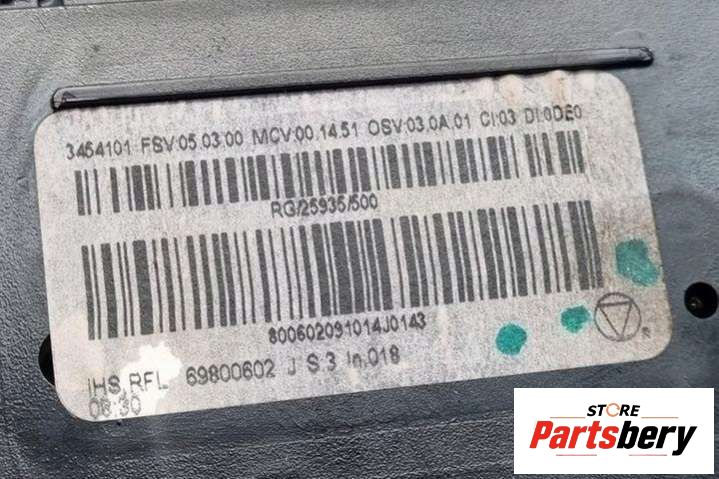 3454101 FSV:05.03.00 MCV:00.14.51 OSV:03.0A.01 CI:03 DI:0DE0
RG/25935/500
800602091014J0143
IHS RFL 69800602 J S.3 In.018
08:30
®
STORE
Partsbery